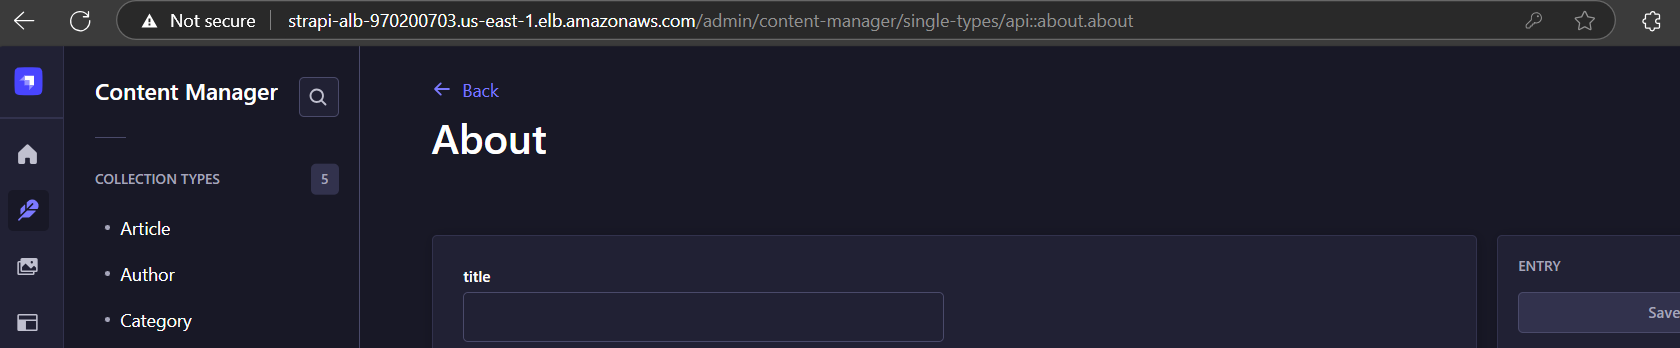 Not secure
strapi-alb-970200703.us-east-1.elb.amazonaws.com/admin/content-manager/single-types/api::about.about
Content Manager
COLLECTION TYPES
5
Article
Author
Category
Back
About
title
ENTRY
Save